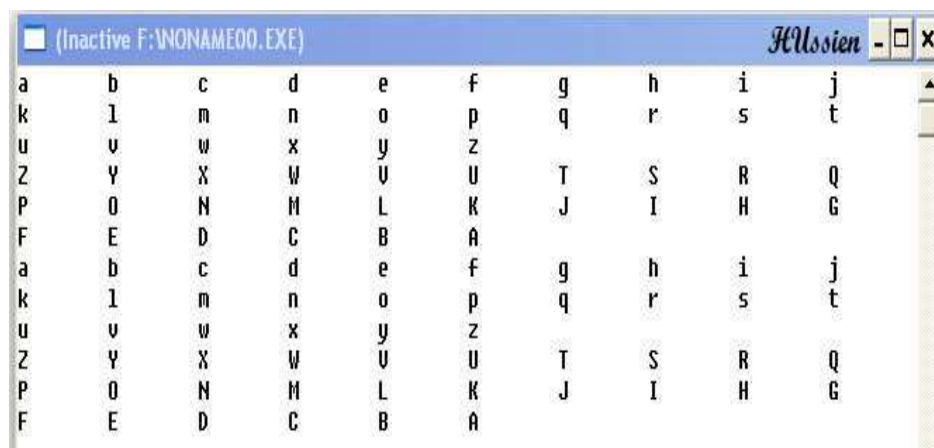 (Inactive F:\NONAME00.EXE) HUssien
a b c d e f g h i j
k l m n o p q r s t
u v w x y z
Z Y X W V U T S R Q
P O N M L K J I H G
F E D C B A
a b c d e f g h i j
k l m n o p q r s t
u v w x y z
Z Y X W V U T S R Q
P O N M L K J I H G
F E D C B A